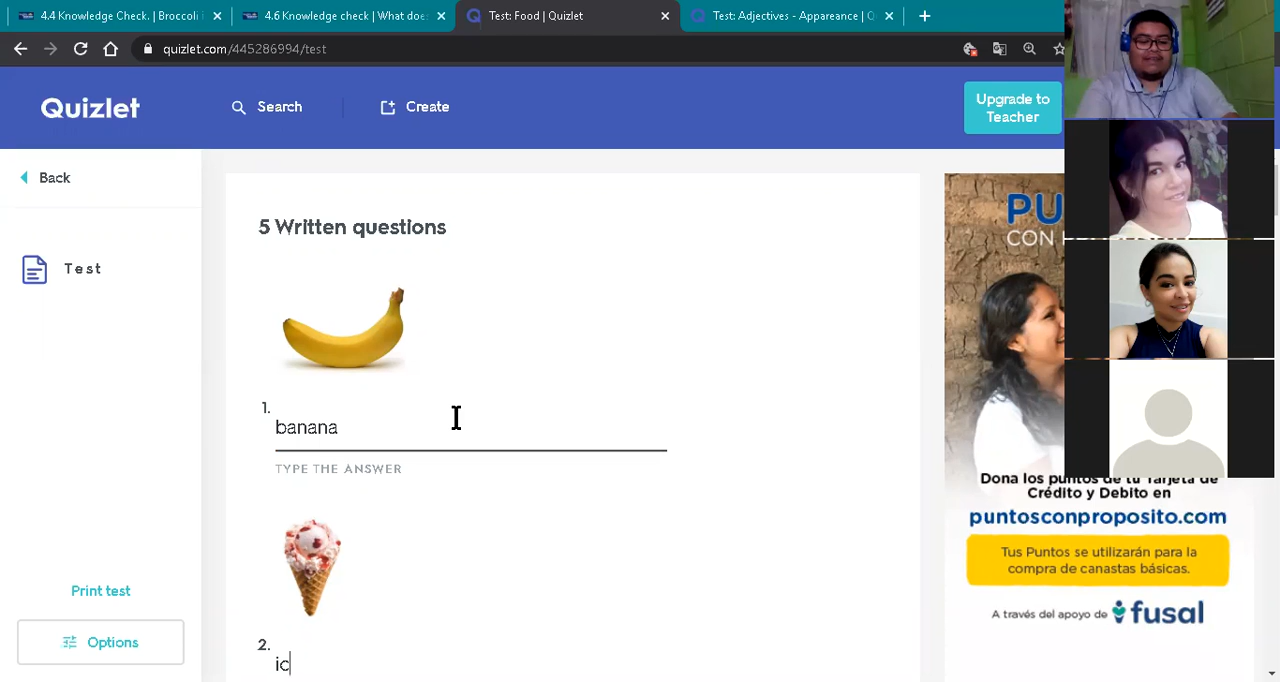 4.4 Knowledge Check. | Broccoli i
4.6 Knowledge check | What doe
Test: Food | Quizlet
Test: Adjectives - Appareance | Q
quizlet.com/445286994/test
Quizlet
Search
Create
Upgrade to
Teacher
Back
Test
Print test
Options
5 Written questions
1.
banana
TYPE THE ANSWER
2.
ic
PU
CON
Dona los puntos de tu Tarjeta de
Crédito y Debito en
puntosconproposito.com
Tus Puntos se utilizarán para la
compra de canastas básicas.
A través del apoyo de fusal